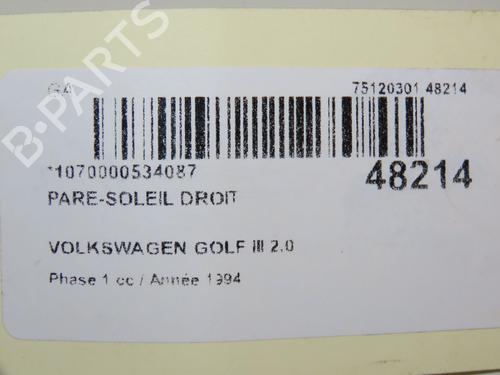 75120301 48214
*1070000534087
48214
PARE-SOLEIL DROIT
VOLKSWAGEN GOLF III 2.0
Phase 1 cc / Année 1994
B-PARTS